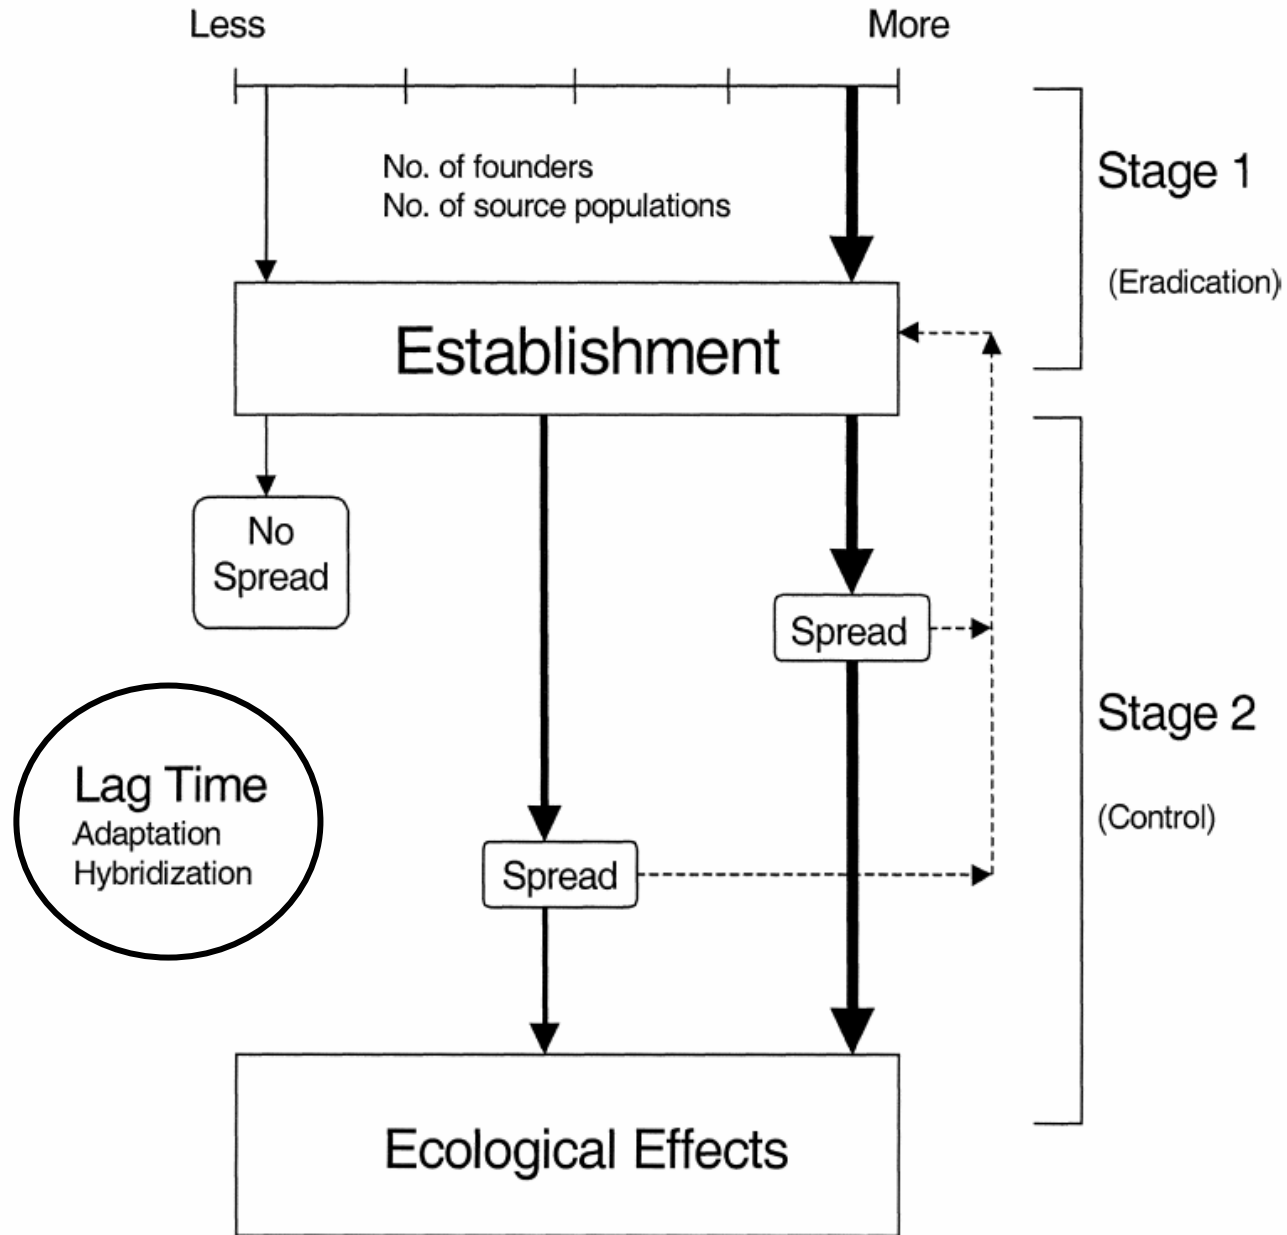 Less
More
No. of founders
No. of source populations
Stage 1
(Eradication)
Establishment
No
Spread
Spread
Stage 2
(Control)
Lag Time
Adaptation
Hybridization
Spread
Ecological Effects